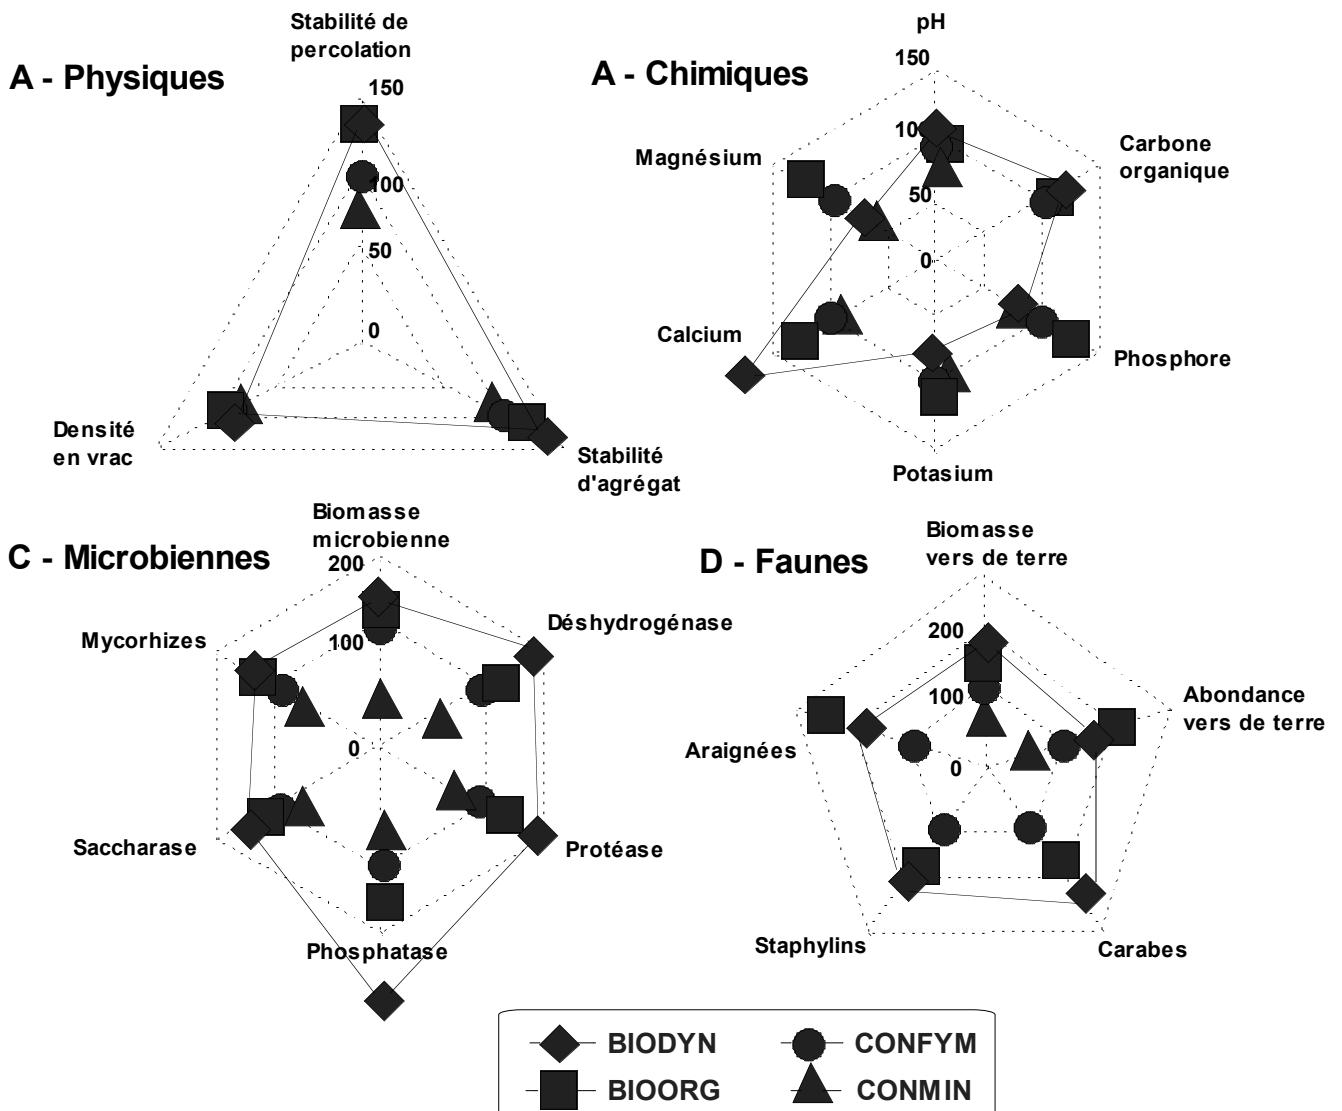 Stabilité de
percolation
A - Physiques
150
100
50
0
Densité
en vrac
Stabilité
d'agrégat
pH
A - Chimiques
150
10
50
0
Magnésium
Carbone
organique
Calcium
Phosphore
Potasium
Biomasse
microbienne
C - Microbiennes
200
100
0
Mycorhizes
Déshydrogénase
Saccharase
Protéase
Phosphatase
Biomasse
vers de terre
D - Faunes
200
100
0
Araignées
Abondance
vers de terre
Staphylins
Carabes
BIODYN
CONFYM
BIOORG
CONMIN